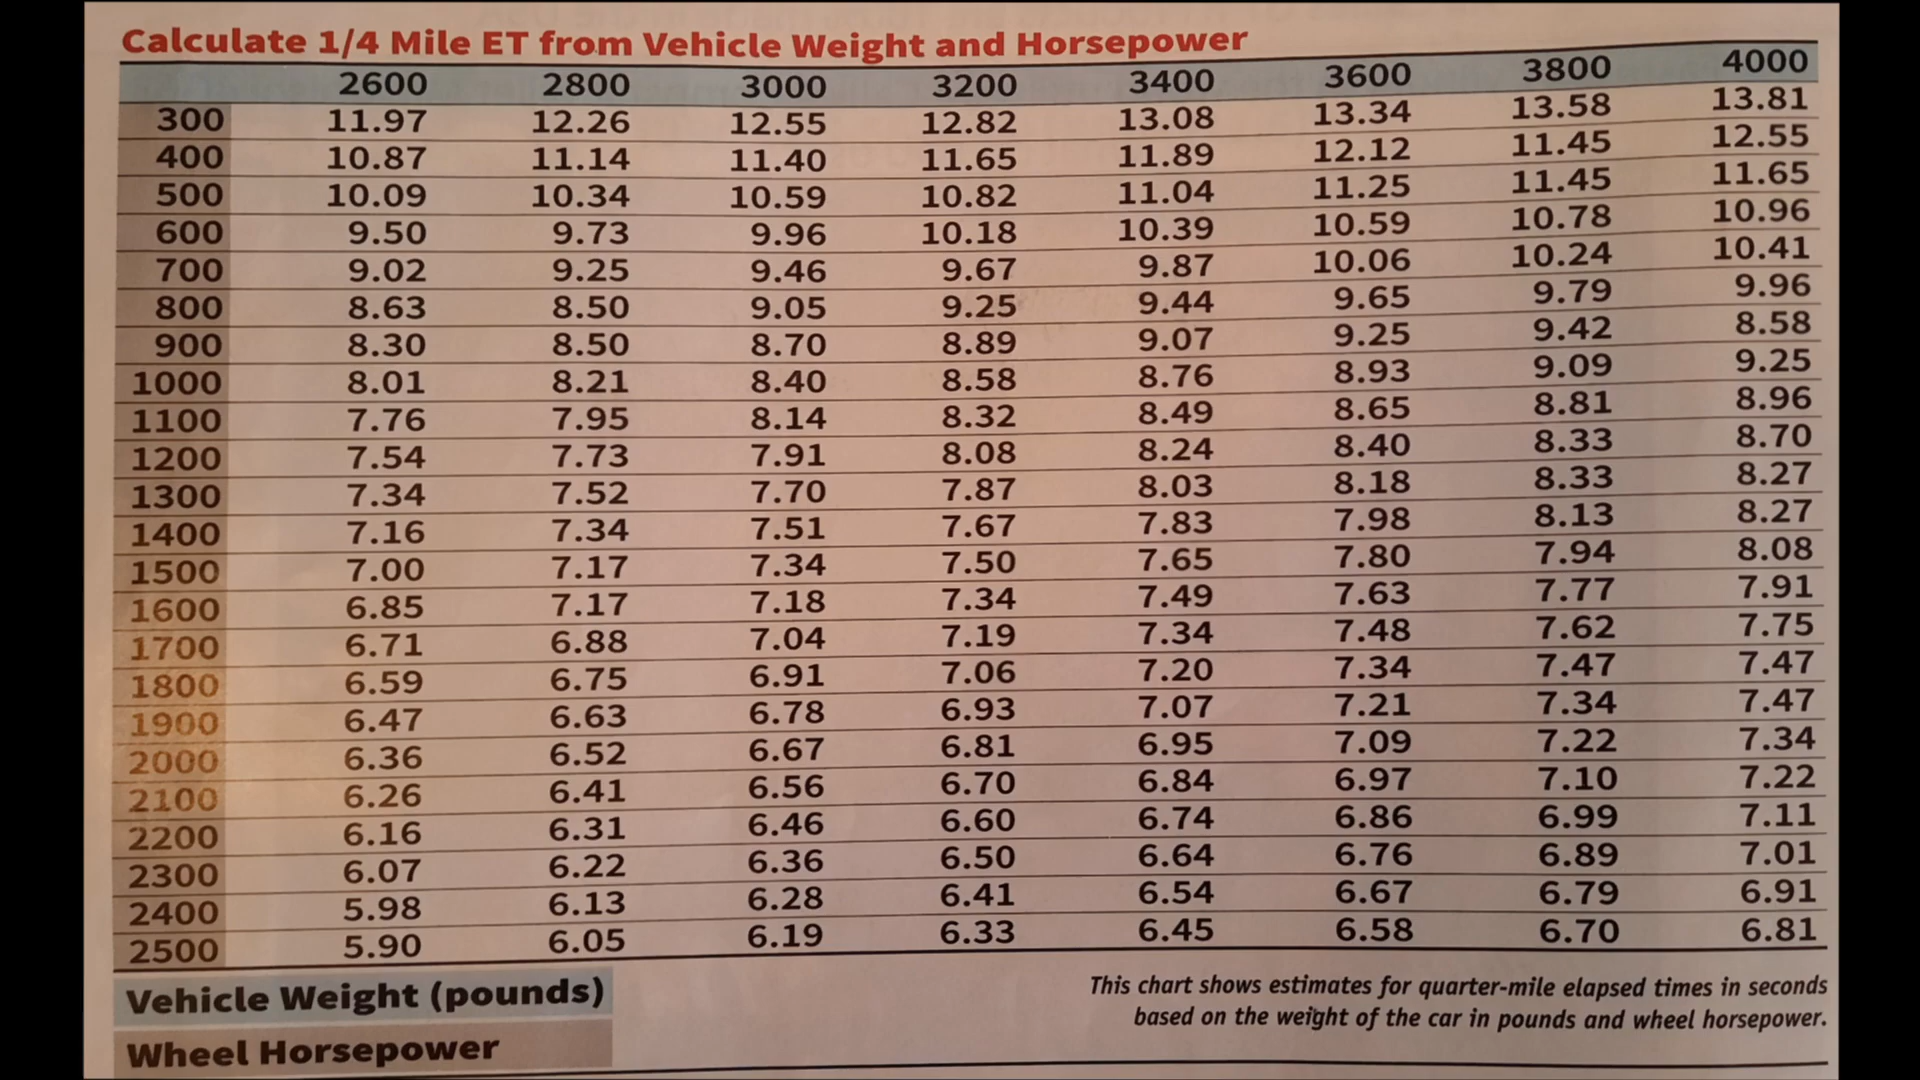 Calculate 1/4 Mile ET from Vehicle Weight and Horsepower
2600 2800 3000 3200 3400 3600 3800 4000
300 11.97 12.26 12.55 12.82 13.08 13.34 13.58 13.81
400 10.87 11.14 11.40 11.65 11.89 12.12 11.45 12.55
500 10.09 10.34 10.59 10.82 11.04 11.25 11.45 11.65
600 9.50 9.73 9.96 10.18 10.39 10.59 10.78 10.96
700 9.02 9.25 9.46 9.67 9.87 10.06 10.24 10.41
800 8.63 8.50 9.05 9.25 9.44 9.65 9.79 9.96
900 8.30 8.50 8.70 8.89 9.07 9.25 9.42 8.58
1000 8.01 8.21 8.40 8.58 8.76 8.93 9.09 9.25
1100 7.76 7.95 8.14 8.32 8.49 8.65 8.81 8.96
1200 7.54 7.73 7.91 8.08 8.24 8.40 8.33 8.70
1300 7.34 7.52 7.70 7.87 8.03 8.18 8.33 8.27
1400 7.16 7.34 7.51 7.67 7.83 7.98 8.13 8.27
1500 7.00 7.17 7.34 7.50 7.65 7.80 7.94 8.08
1600 6.85 7.17 7.18 7.34 7.49 7.63 7.77 7.91
1700 6.71 6.88 7.04 7.19 7.34 7.48 7.62 7.75
1800 6.59 6.75 6.91 7.06 7.20 7.34 7.47 7.47
1900 6.47 6.63 6.78 6.93 7.07 7.21 7.34 7.47
2000 6.36 6.52 6.67 6.81 6.95 7.09 7.22 7.34
2100 6.26 6.41 6.56 6.70 6.84 6.97 7.10 7.22
2200 6.16 6.31 6.46 6.60 6.74 6.86 6.99 7.11
2300 6.07 6.22 6.36 6.50 6.64 6.76 6.89 7.01
2400 5.98 6.13 6.28 6.41 6.54 6.67 6.79 6.91
2500 5.90 6.05 6.19 6.33 6.45 6.58 6.70 6.81
Vehicle Weight (pounds)
Wheel Horsepower
This chart shows estimates for quarter-mile elapsed times in seconds
based on the weight of the car in pounds and wheel horsepower.